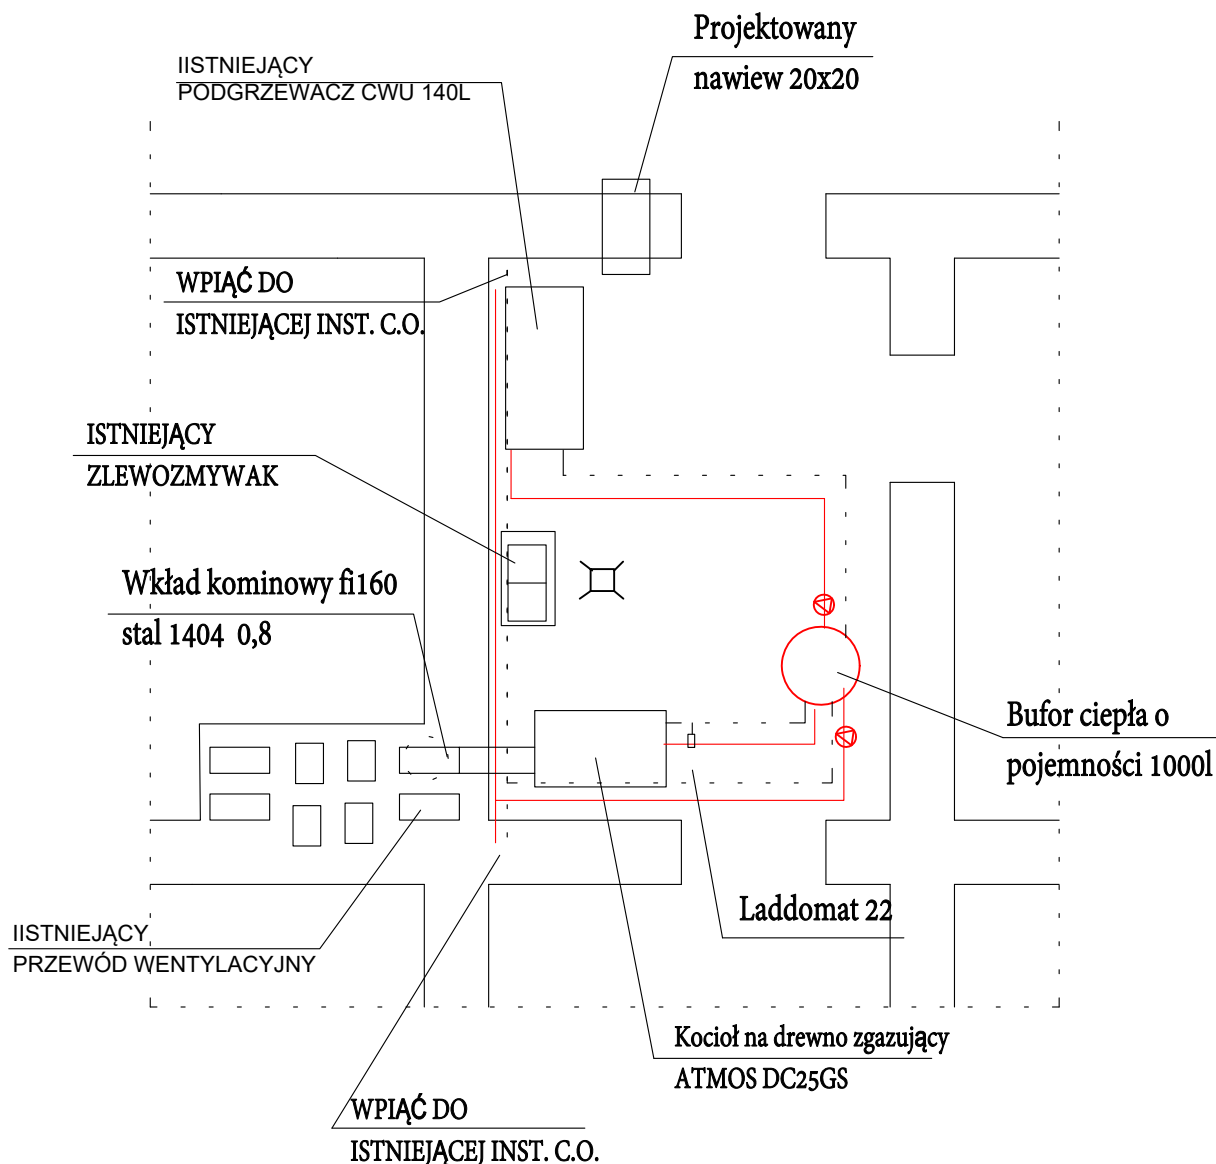 Projektowany
nawiew 20x20
IISTNIEJĄCY
PODGRZEWACZ CWU 140L
WPIĄĆ DO
ISTNIEJĄCEJ INST. C.O.
ISTNIEJĄCY
ZLEWOZMYWAK
Wkład kominowy fi160
stal 1404 0,8
Bufor ciepła o
pojemności 1000l
Laddomat 22
IISTNIEJĄCY
PRZEWÓD WENTYLACYJNY
Kocioł na drewno zgazujący
ATMOS DC25GS
WPIĄĆ DO
ISTNIEJĄCEJ INST. C.O.